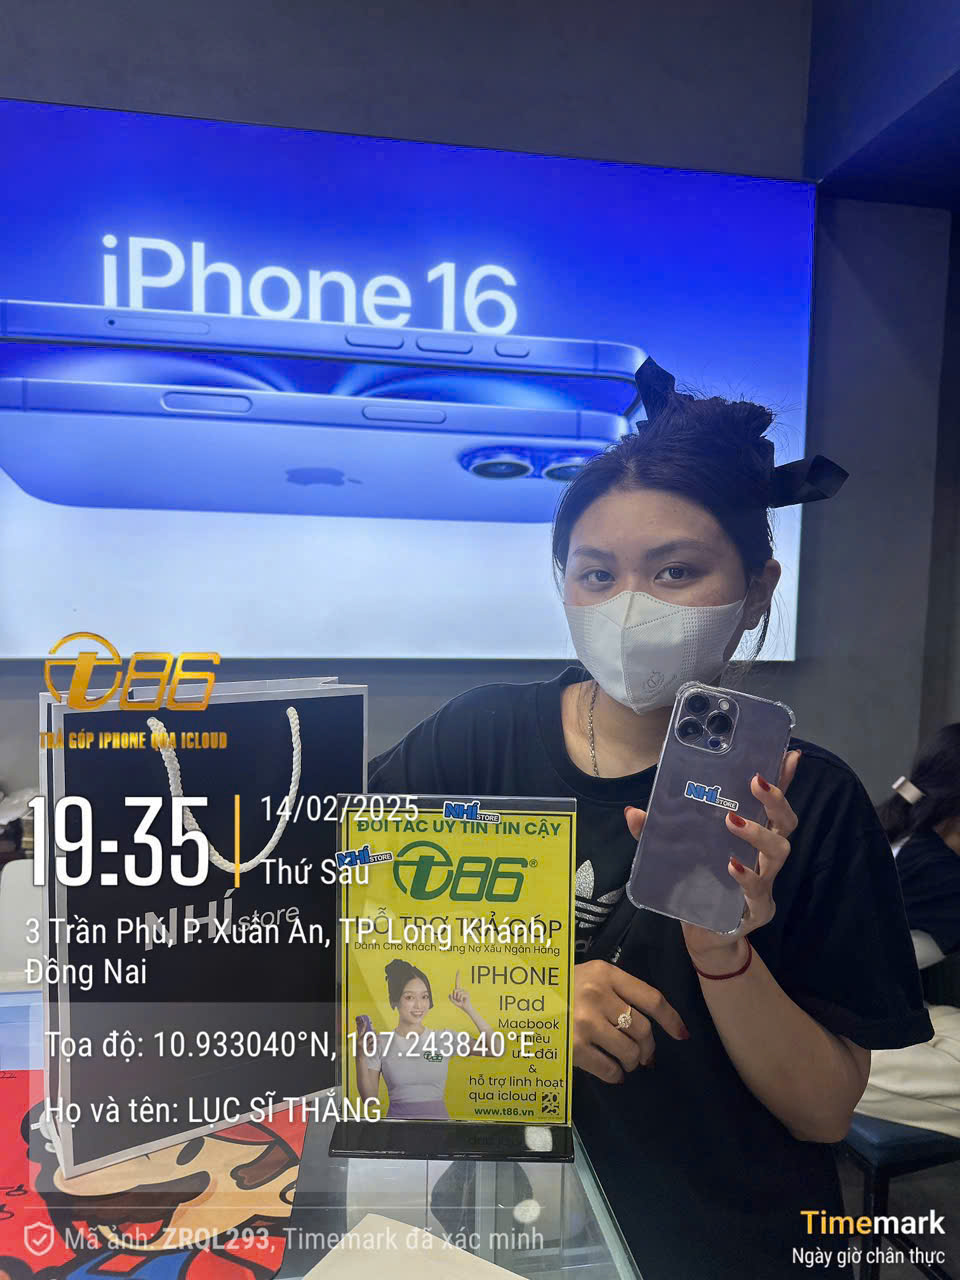 iPhone 16
t86
TRẢ GÓP IPHONE QUA ICLOUD
19:35
14/02/2025
Thứ Sáu
3 Trần Phú, P. Xuân An, TP. Long Khánh,
Đồng Nai
Tọa độ: 10.933040°N, 107.243840°E
Họ và tên: LỤC SĨ THẮNG
Mã ảnh: ZRQL293, Timemark đã xác minh
NHÍ store
NHÍ STORE
ĐỐI TÁC UY TÍN TIN CẬY
NHÍ STORE
t86®
HỖ TRỢ TRẢ GÓP
Dành Cho Khách Hàng Nợ Xấu Ngân Hàng
IPHONE
IPad
Macbook
nhiều
ưu đãi
&
hỗ trợ linh hoạt
qua icloud 2025
www.t86.vn
t86
NHÍ STORE
Timemark
Ngày giờ chân thực